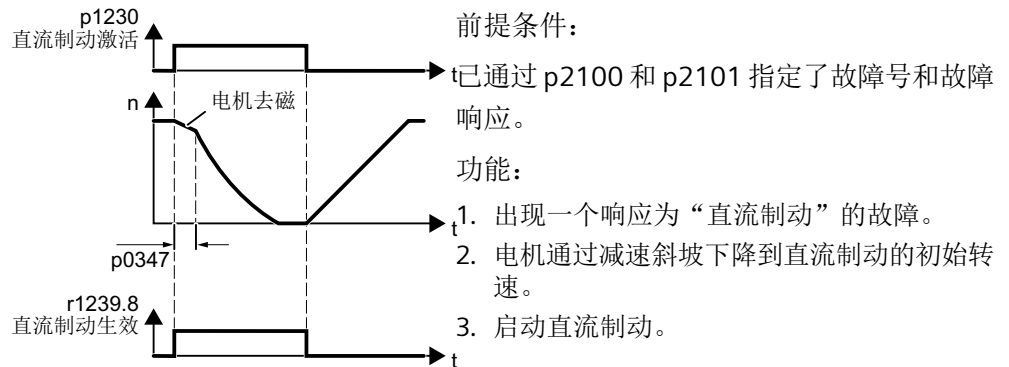 p1230
直流制动激活
t
n
电机去磁
t
p0347
r1239.8
直流制动生效
t
前提条件：
已通过 p2100 和 p2101 指定了故障号和故障
响应。
功能：
1. 出现一个响应为“直流制动”的故障。
2. 电机通过减速斜坡下降到直流制动的初始转
速。
3. 启动直流制动。